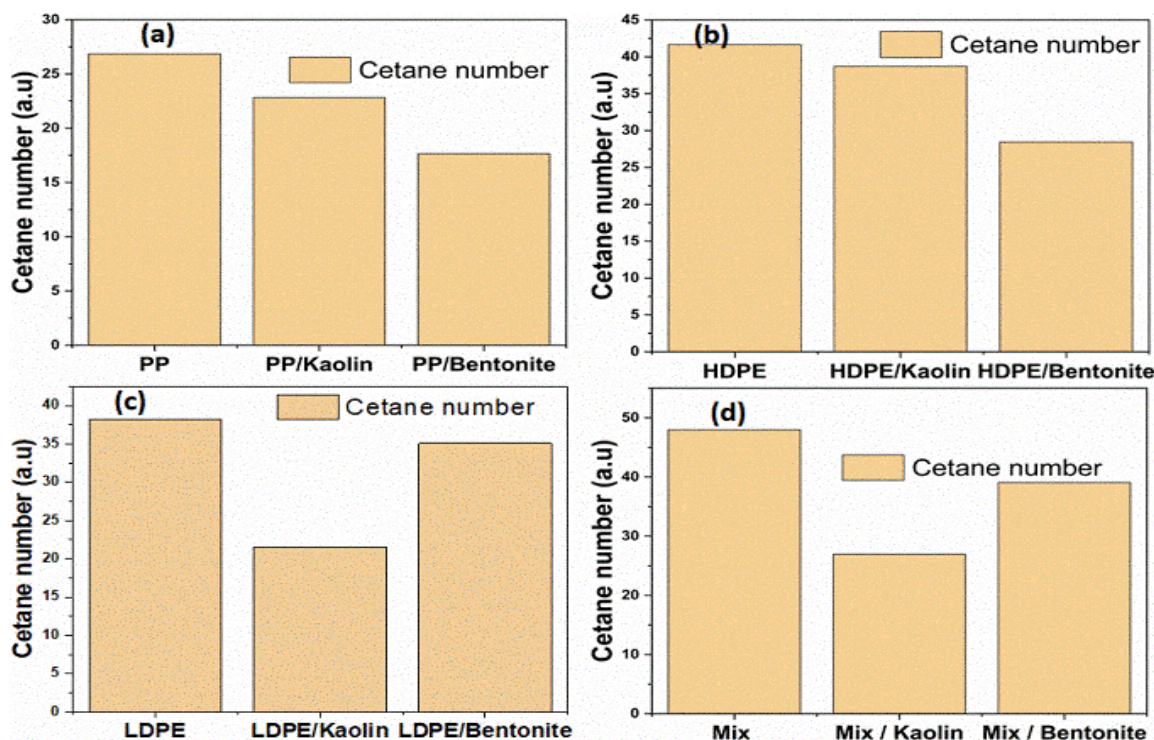 (a)
Cetane number
Cetane number (a.u)
30
25
20
15
10
5
0
PP
PP/Kaolin
PP/Bentonite
(b)
Cetane number
Cetane number (a.u)
45
40
35
30
25
20
15
10
5
0
HDPE
HDPE/Kaolin
HDPE/Bentonite
(c)
Cetane number
Cetane number (a.u)
40
35
30
25
20
15
10
5
0
LDPE
LDPE/Kaolin
LDPE/Bentonite
(d)
Cetane number
Cetane number (a.u)
50
40
30
20
10
0
Mix
Mix / Kaolin
Mix / Bentonite